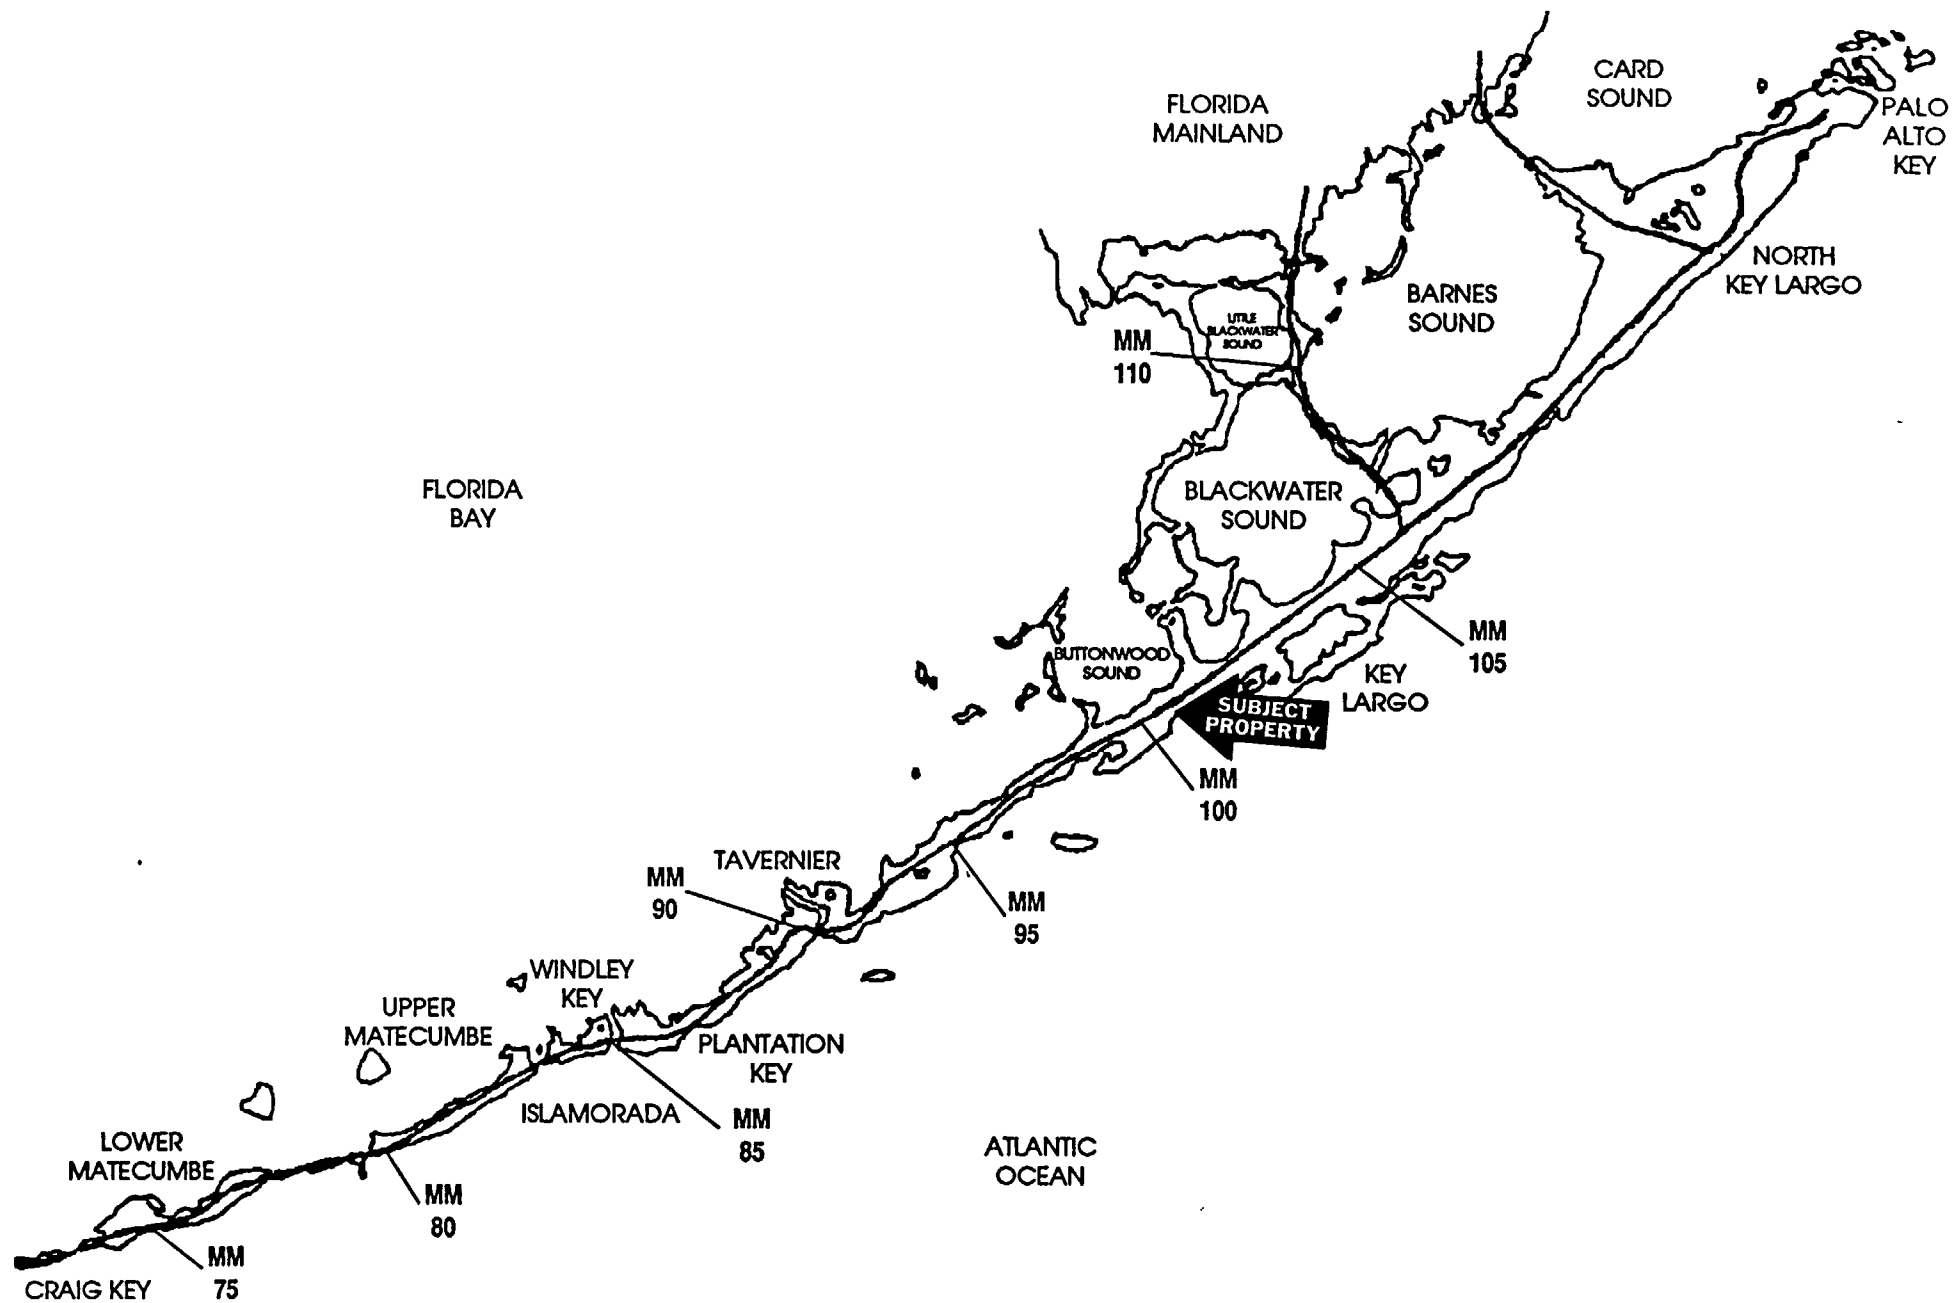 CARD
SOUND
FLORIDA
MAINLAND
PALO
ALTO
KEY
NORTH
KEY LARGO
BARNES
SOUND
LITTLE
BLACKWATER
SOUND
MM
110
FLORIDA
BAY
BLACKWATER
SOUND
MM
105
BUTTONWOOD
SOUND
KEY
LARGO
SUBJECT
PROPERTY
MM
100
TAVERNIER
MM
90
MM
95
WINDLEY
KEY
UPPER
MATECUMBE
PLANTATION
KEY
ISLAMORADA
MM
85
ATLANTIC
OCEAN
LOWER
MATECUMBE
MM
80
MM
75
CRAIG KEY